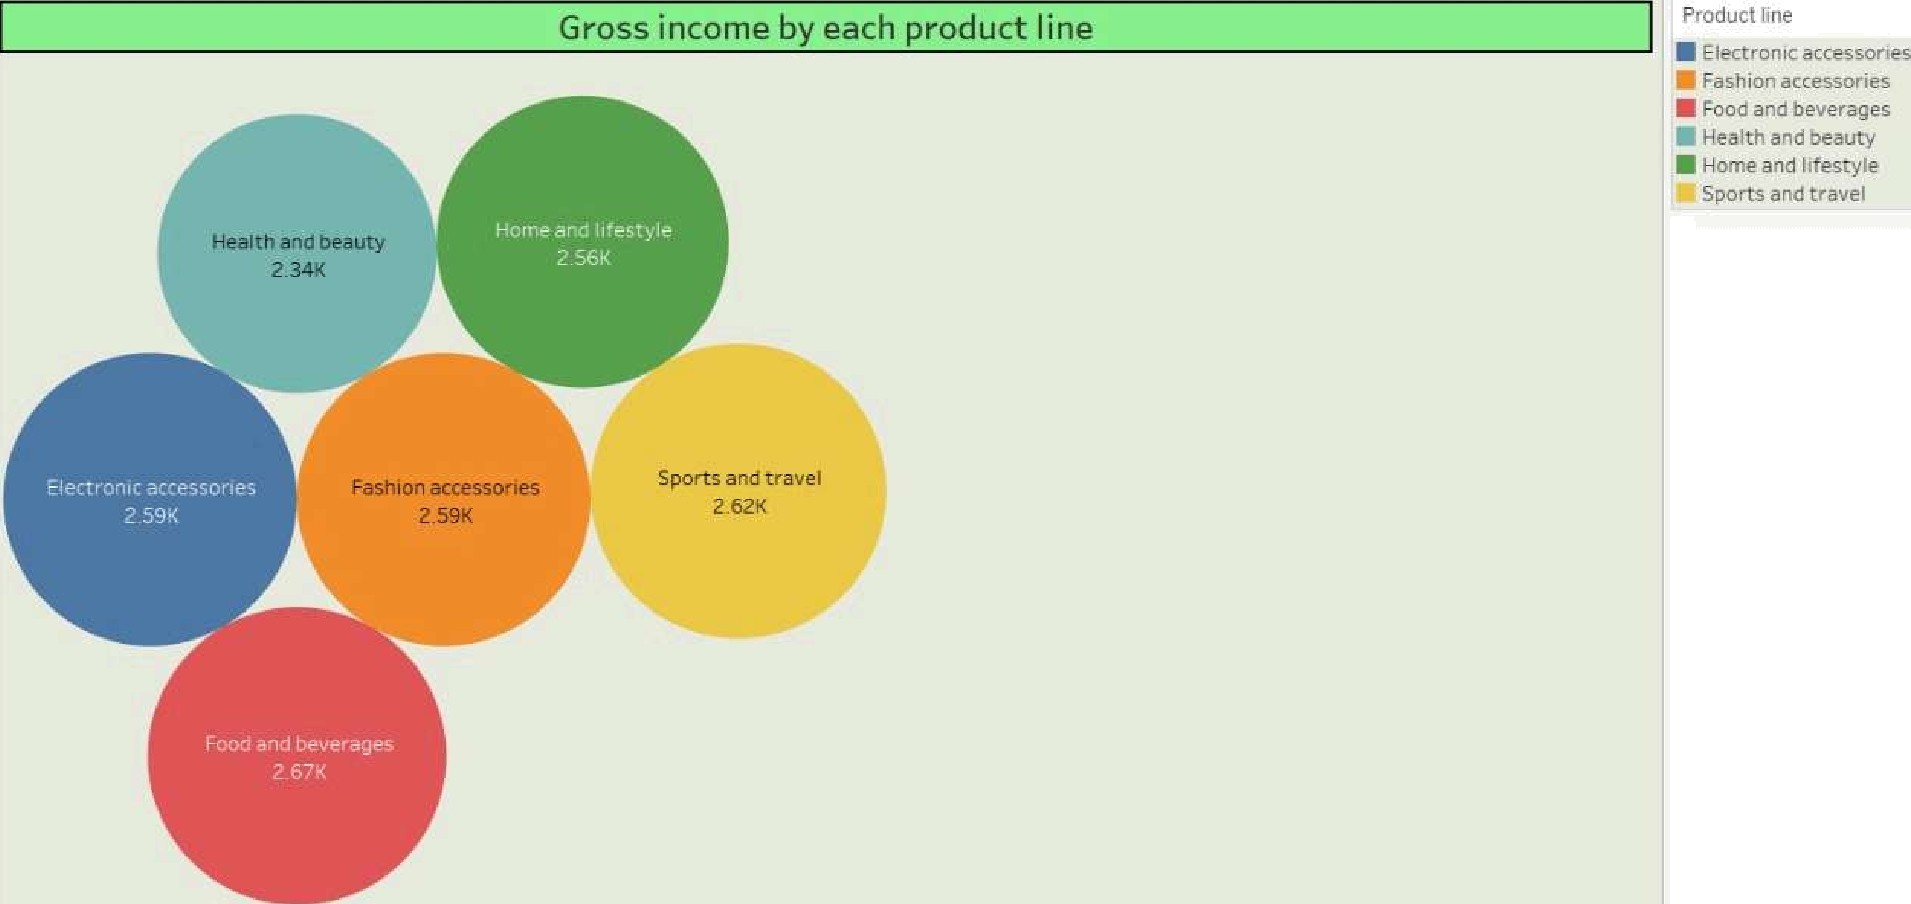 Gross income by each product line
Product line
Electronic accessories
Fashion accessories
Food and beverages
Health and beauty
Home and lifestyle
Sports and travel
Health and beauty
2.34K
Home and lifestyle
2.56K
Electronic accessories
2.59K
Fashion accessories
2.59K
Sports and travel
2.62K
Food and beverages
2.67K